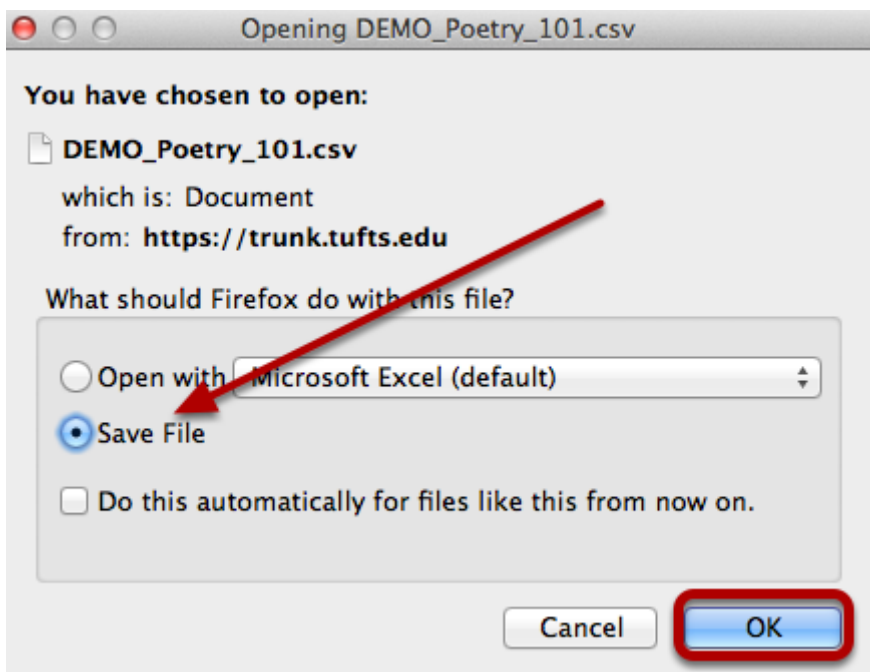 Opening DEMO_Poetry_101.csv
You have chosen to open:
DEMO_Poetry_101.csv
which is: Document
from: https://trunk.tufts.edu
What should Firefox do with this file?
Open with Microsoft Excel (default)
Save File
Do this automatically for files like this from now on.
Cancel OK